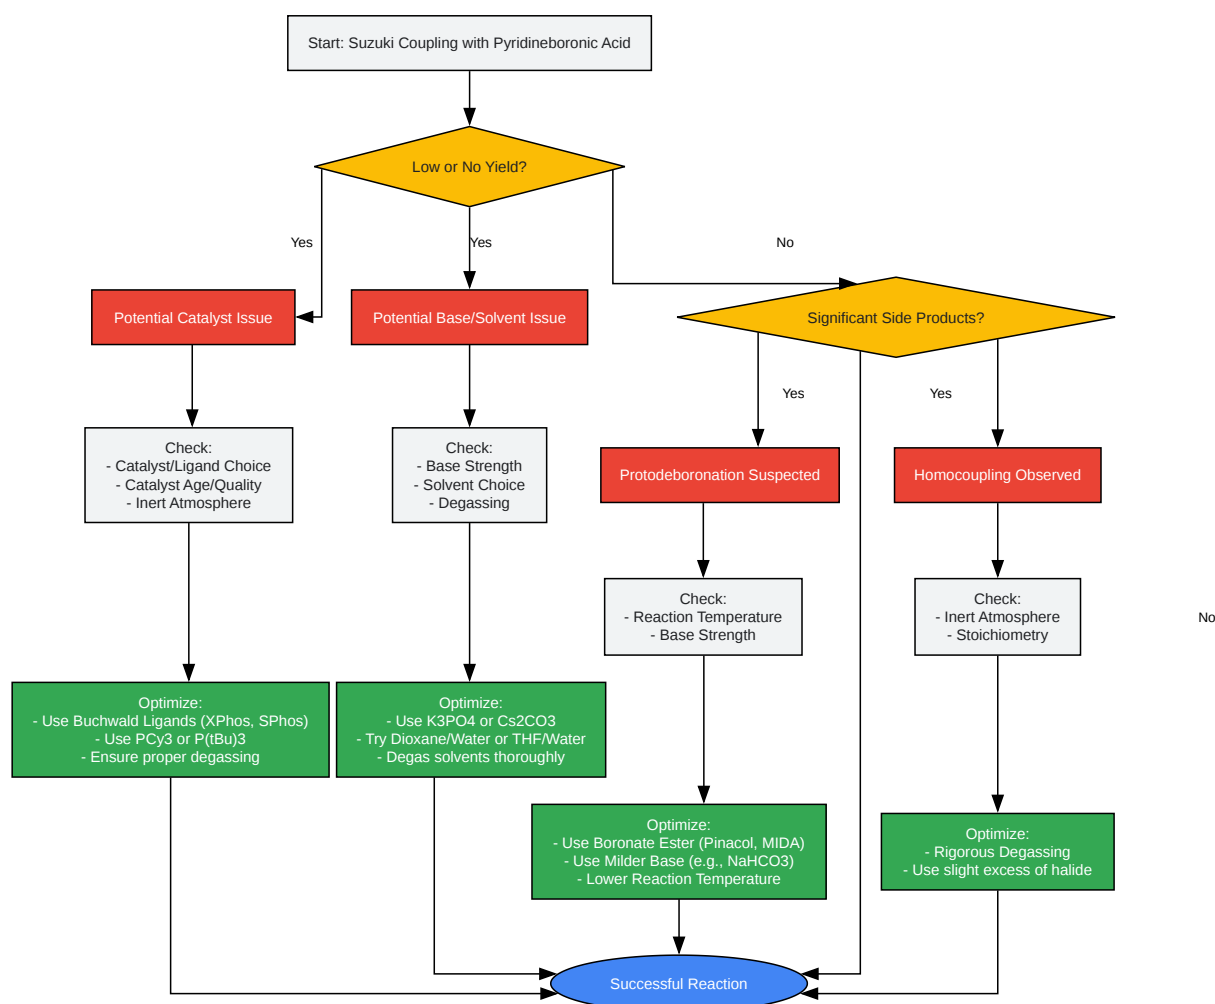 Start: Suzuki Coupling with Pyridineboronic Acid
Low or No Yield?
Yes
Yes
No
Potential Catalyst Issue
Potential Base/Solvent Issue
Significant Side Products?
Yes
Yes
Check:
- Catalyst/Ligand Choice
- Catalyst Age/Quality
- Inert Atmosphere
Check:
- Base Strength
- Solvent Choice
- Degassing
Protodeboronation Suspected
Homocoupling Observed
Check:
- Reaction Temperature
- Base Strength
Check:
- Inert Atmosphere
- Stoichiometry
No
Optimize:
- Use Buchwald Ligands (XPhos, SPhos)
- Use PCy3 or P(tBu)3
- Ensure proper degassing
Optimize:
- Use K3PO4 or Cs2CO3
- Try Dioxane/Water or THF/Water
- Degas solvents thoroughly
Optimize:
- Use Boronate Ester (Pinacol, MIDA)
- Use Milder Base (e.g., NaHCO3)
- Lower Reaction Temperature
Optimize:
- Rigorous Degassing
- Use slight excess of halide
Successful Reaction